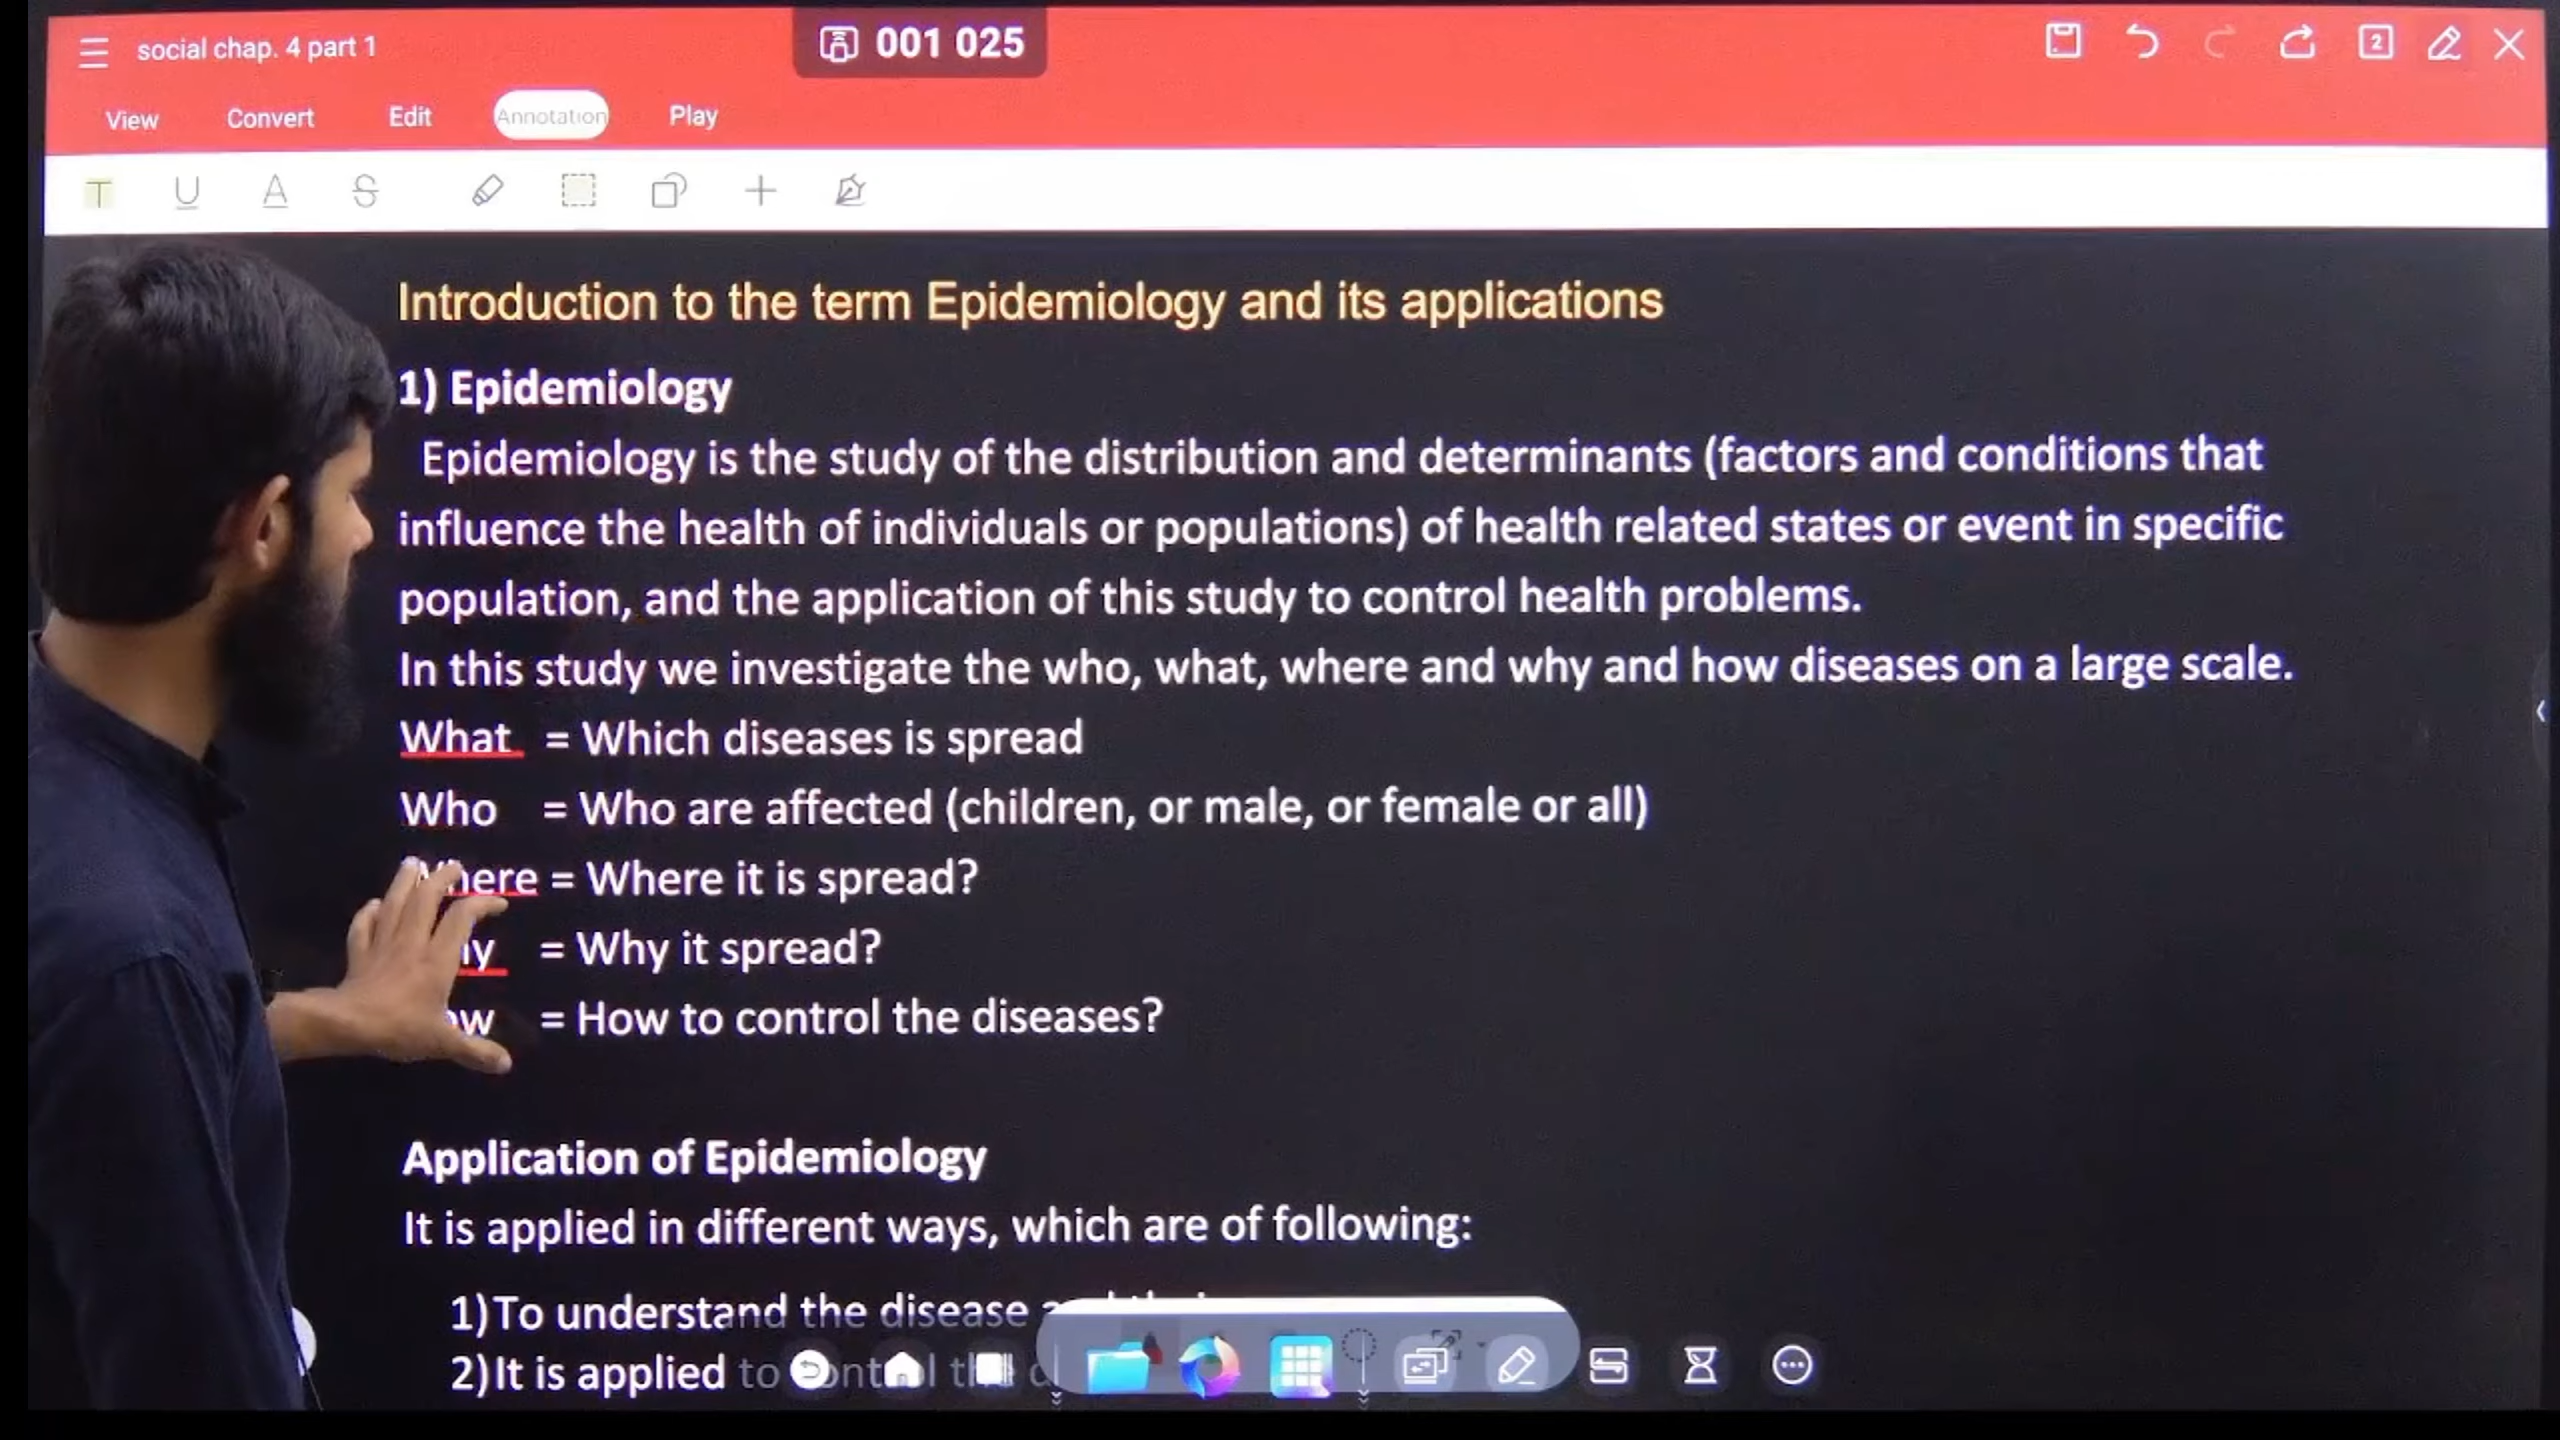 social chap. 4 part 1
001 025
2
View Convert Edit Annotation Play
T U A S
Introduction to the term Epidemiology and its applications
1) Epidemiology
Epidemiology is the study of the distribution and determinants (factors and conditions that
influence the health of individuals or populations) of health related states or event in specific
population, and the application of this study to control health problems.
In this study we investigate the who, what, where and why and how diseases on a large scale.
What = Which diseases is spread
Who = Who are affected (children, or male, or female or all)
Where = Where it is spread?
= Why it spread?
= How to control the diseases?
Application of Epidemiology
It is applied in different ways, which are of following:
1)To understand the disease
2)It is applied to control the